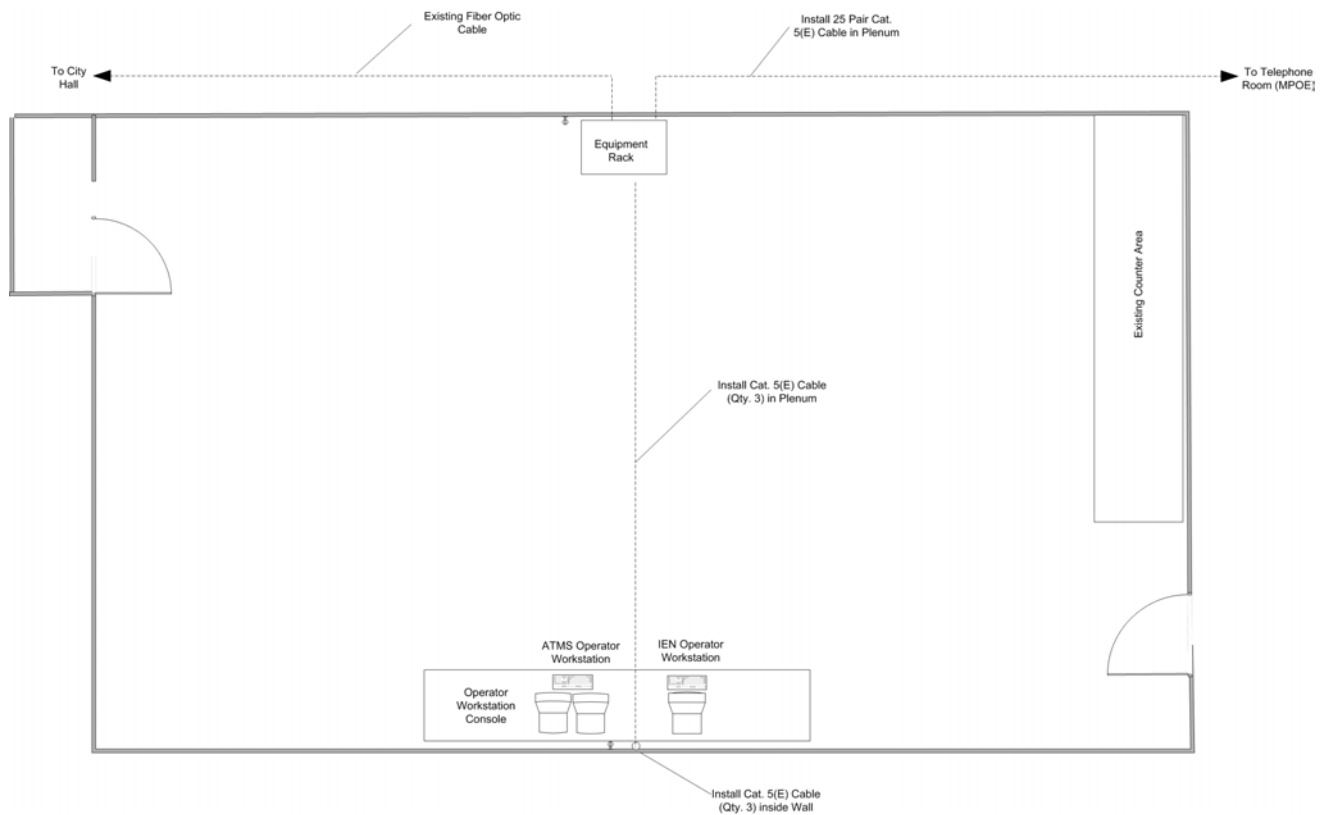 Existing Fiber Optic
Cable
Install 25 Pair Cat.
5(E) Cable in Plenum
To City
Hall
To Telephone
Room (MPOE)
Equipment
Rack
Existing Counter Area
Install Cat. 5(E) Cable
(Qty. 3) in Plenum
ATMS Operator
Workstation
IEN Operator
Workstation
Operator
Workstation
Console
Install Cat. 5(E) Cable
(Qty. 3) inside Wall